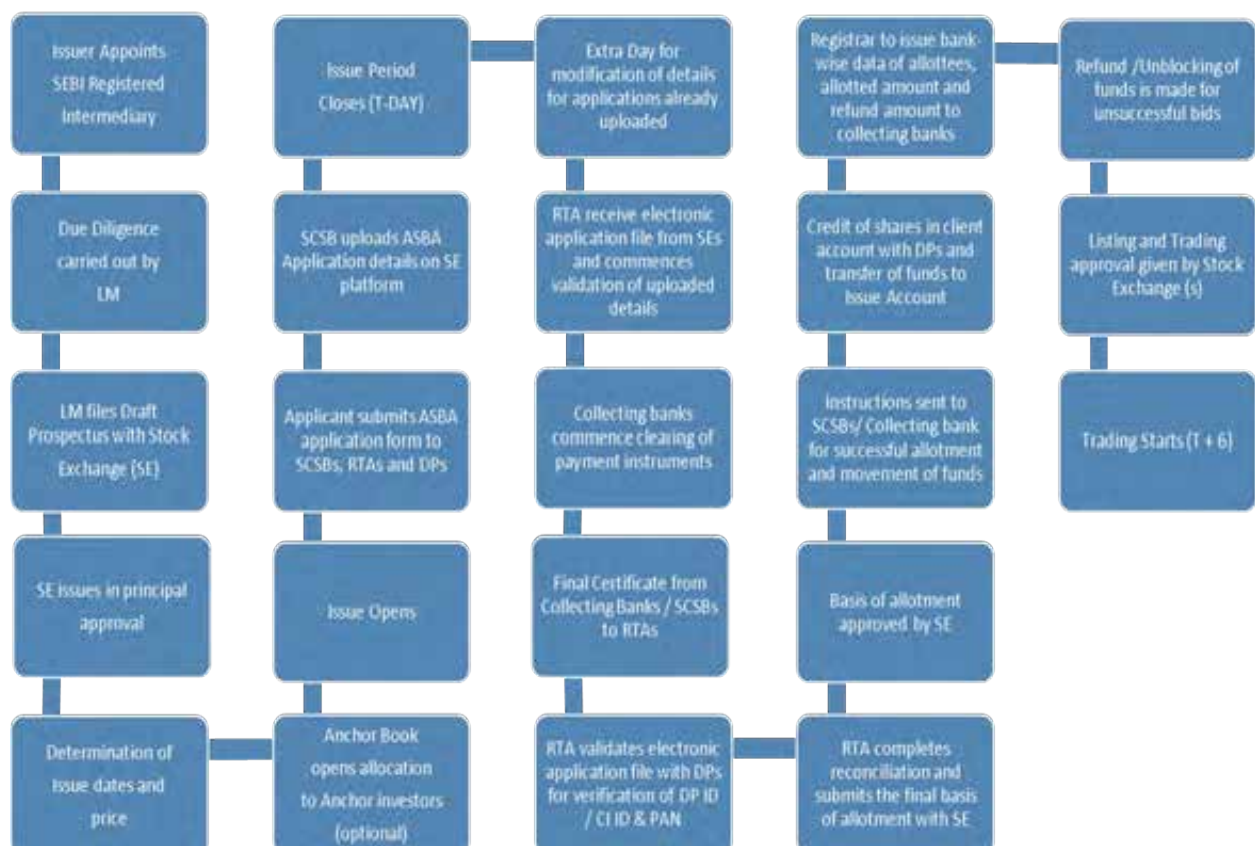 Issuer Appoints
SEBI Registered
Intermediary
Due Diligence
carried out by
LM
LM files Draft
Prospectus with Stock
Exchange (SE)
SE issues in principal
approval
Determination of
Issue dates and
price
Anchor Book
opens allocation
to Anchor investors
(optional)
Issue Opens
Applicant submits ASBA
application form to
SCSBs, RTAs and DPs
SCSB uploads ASBA
Application details on SE
platform
Issue Period
Closes (T-DAY)
Extra Day for
modification of details
for applications already
uploaded
RTA receive electronic
application file from SEs
and commences
validation of uploaded
details
Collecting banks
commence clearing of
payment instruments
Final Certificate from
Collecting Banks / SCSBs
to RTAs
RTA validates electronic
application file with DPs
for verification of DP ID
/ CI ID & PAN
RTA completes
reconciliation and
submits the final basis
of allotment with SE
Basis of allotment
approved by SE
Instructions sent to
SCSBs/ Collecting bank
for successful allotment
and movement of funds
Credit of shares in client
account with DPs and
transfer of funds to
Issue Account
Registrar to issue bank-
wise data of allottees,
allotted amount and
refund amount to
collecting banks
Refund /Unblocking of
funds is made for
unsuccessful bids
Listing and Trading
approval given by Stock
Exchange (s)
Trading Starts (T + 6)